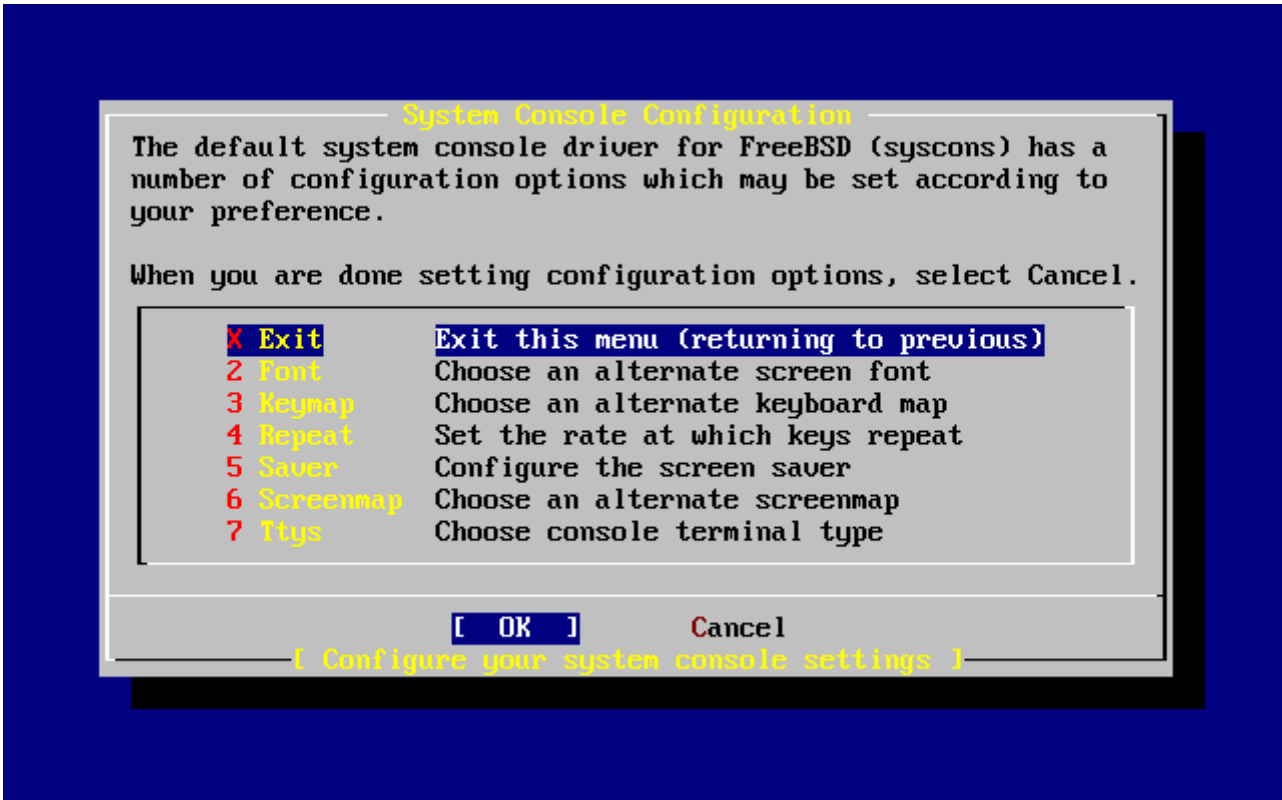 System Console Configuration
The default system console driver for FreeBSD (syscons) has a
number of configuration options which may be set according to
your preference.
When you are done setting configuration options, select Cancel.
X Exit Exit this menu (returning to previous)
2 Font Choose an alternate screen font
3 Keymap Choose an alternate keyboard map
4 Repeat Set the rate at which keys repeat
5 Saver Configure the screen saver
6 Screenmap Choose an alternate screenmap
7 Ttys Choose console terminal type
[ OK ] Cancel
[ Configure your system console settings ]